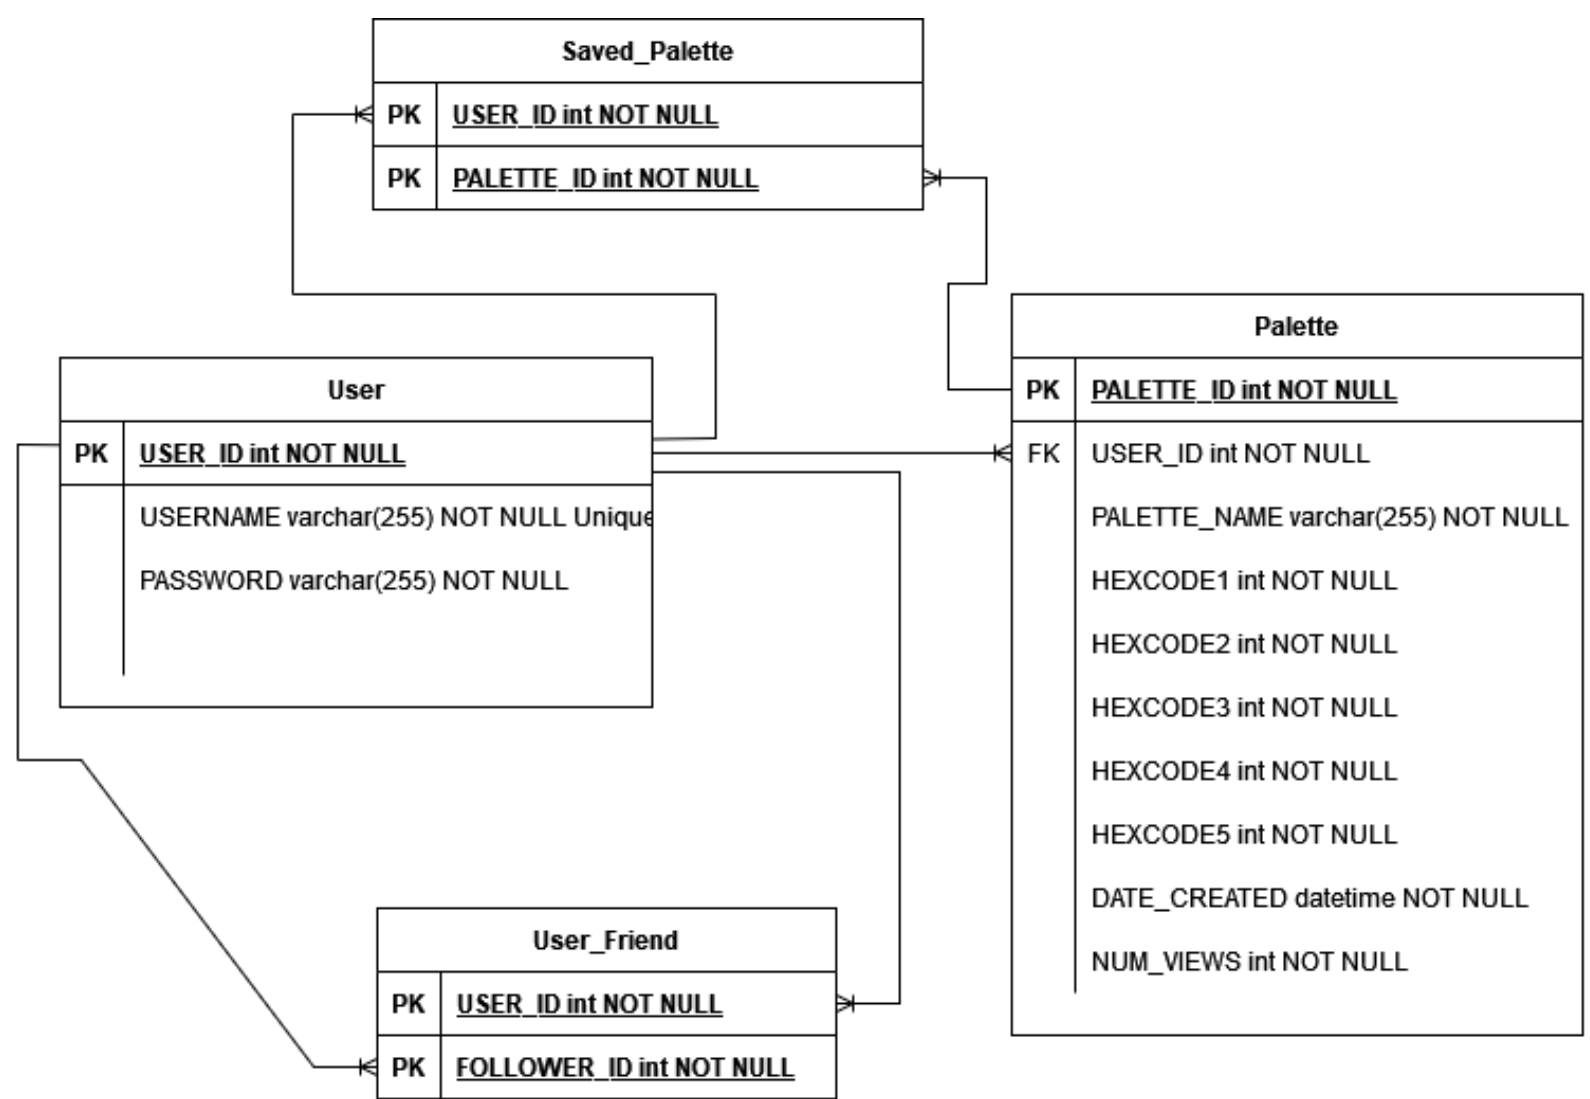 Saved_Palette
PK USER_ID int NOT NULL
PK PALETTE_ID int NOT NULL
User
PK USER_ID int NOT NULL
USERNAME varchar(255) NOT NULL Unique
PASSWORD varchar(255) NOT NULL
Palette
PK PALETTE_ID int NOT NULL
FK USER_ID int NOT NULL
PALETTE_NAME varchar(255) NOT NULL
HEXCODE1 int NOT NULL
HEXCODE2 int NOT NULL
HEXCODE3 int NOT NULL
HEXCODE4 int NOT NULL
HEXCODE5 int NOT NULL
DATE_CREATED datetime NOT NULL
NUM_VIEWS int NOT NULL
User_Friend
PK USER_ID int NOT NULL
PK FOLLOWER_ID int NOT NULL